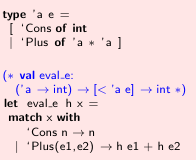 type 'a e =
[ `Cons of int
| `Plus of 'a * 'a ]
(* val eval_e:
('a → int) → [< 'a e] → int *)
let eval_e h x =
match x with
`Cons n → n
| `Plus(e1,e2) → h e1 + h e2